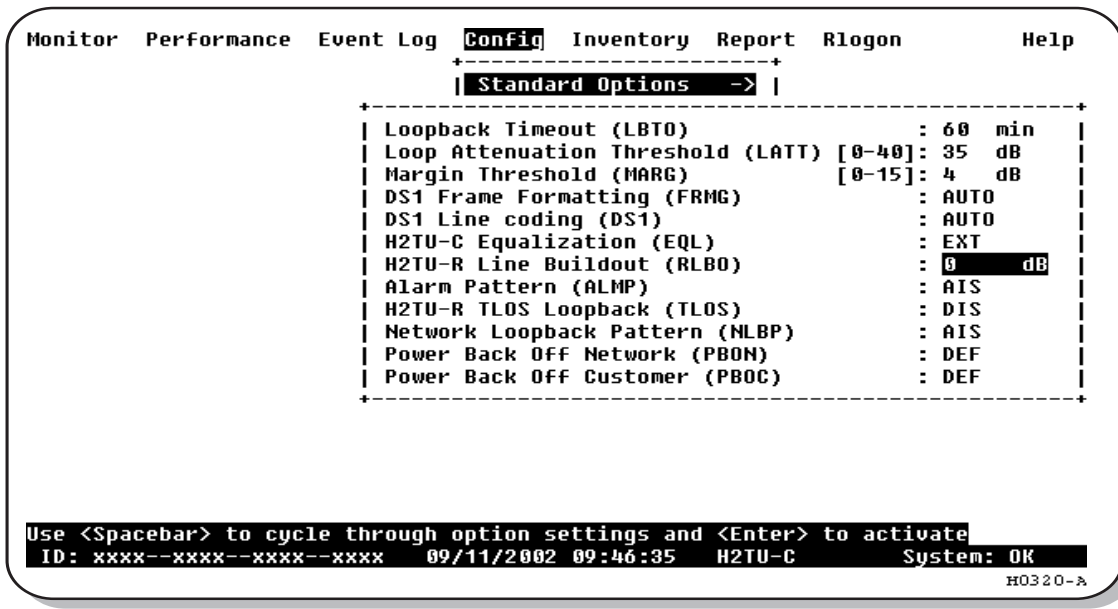 Monitor  Performance  Event Log  Config  Inventory  Report  Rlogon  Help
+-----------------------+
| Standard Options  -> |
+------------------------------------------------------------+
| Loopback Timeout (LBTO) : 60 min |
| Loop Attenuation Threshold (LATT) [0-40]: 35 dB |
| Margin Threshold (MARG) [0-15]: 4 dB |
| DS1 Frame Formatting (FRMG) : AUTO |
| DS1 Line coding (DS1) : AUTO |
| H2TU-C Equalization (EQL) : EXT |
| H2TU-R Line Buildout (RLBO) : 0 dB |
| Alarm Pattern (ALMP) : AIS |
| H2TU-R TLOS Loopback (TLOS) : DIS |
| Network Loopback Pattern (NLBP) : AIS |
| Power Back Off Network (PBON) : DEF |
| Power Back Off Customer (PBOC) : DEF |
+------------------------------------------------------------+
Use <Spacebar> to cycle through option settings and <Enter> to activate
ID: xxxx--xxxx--xxxx--xxxx  09/11/2002 09:46:35  H2TU-C  System: OK
H0320-A